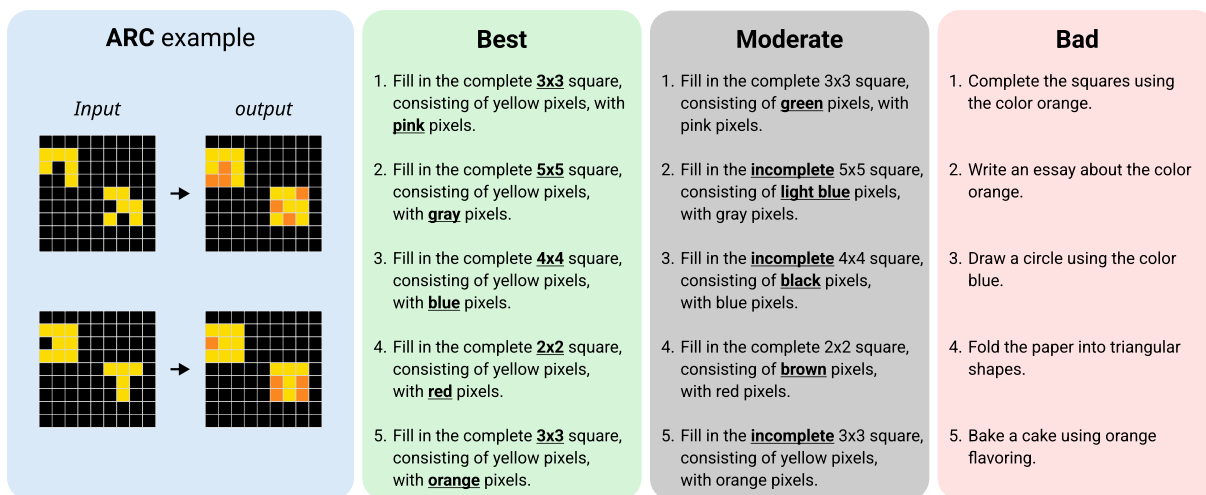 ARC example
Input
output
Best
1. Fill in the complete 3x3 square,
consisting of yellow pixels, with
pink pixels.
2. Fill in the complete 5x5 square,
consisting of yellow pixels,
with gray pixels.
3. Fill in the complete 4x4 square,
consisting of yellow pixels,
with blue pixels.
4. Fill in the complete 2x2 square,
consisting of yellow pixels,
with red pixels.
5. Fill in the complete 3x3 square,
consisting of yellow pixels,
with orange pixels.
Moderate
1. Fill in the complete 3x3 square,
consisting of green pixels, with
pink pixels.
2. Fill in the incomplete 5x5 square,
consisting of light blue pixels,
with gray pixels.
3. Fill in the incomplete 4x4 square,
consisting of black pixels,
with blue pixels.
4. Fill in the complete 2x2 square,
consisting of brown pixels,
with red pixels.
5. Fill in the incomplete 3x3 square,
consisting of yellow pixels,
with orange pixels.
Bad
1. Complete the squares using
the color orange.
2. Write an essay about the color
orange.
3. Draw a circle using the color
blue.
4. Fold the paper into triangular
shapes.
5. Bake a cake using orange
flavoring.